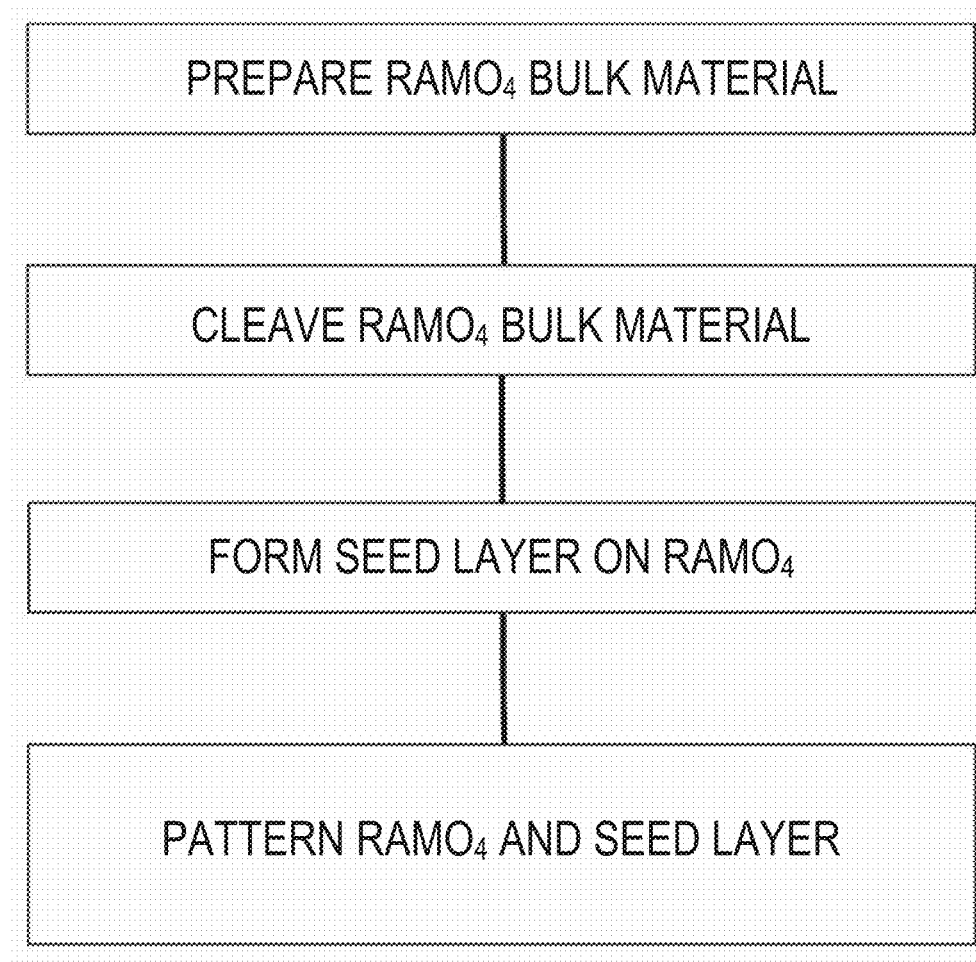 PREPARE RAMO₄ BULK MATERIAL
CLEAVE RAMO₄ BULK MATERIAL
FORM SEED LAYER ON RAMO₄
PATTERN RAMO₄ AND SEED LAYER